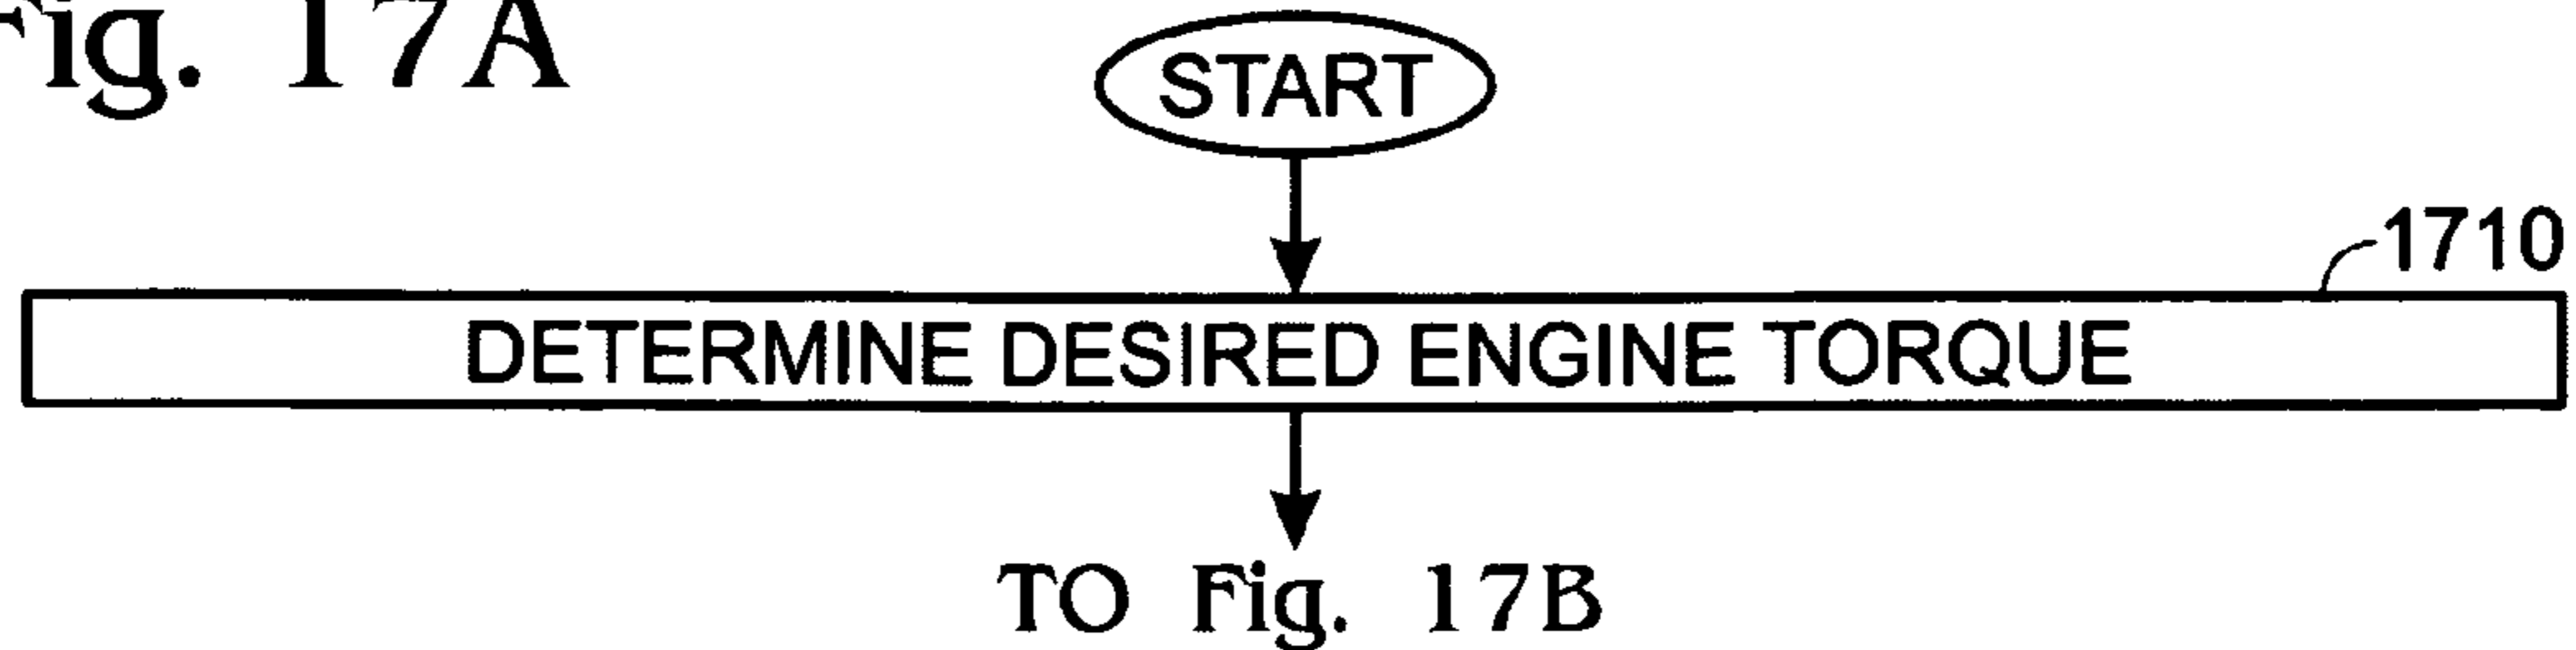 Fig. 17A
START
1710
DETERMINE DESIRED ENGINE TORQUE
TO Fig. 17B